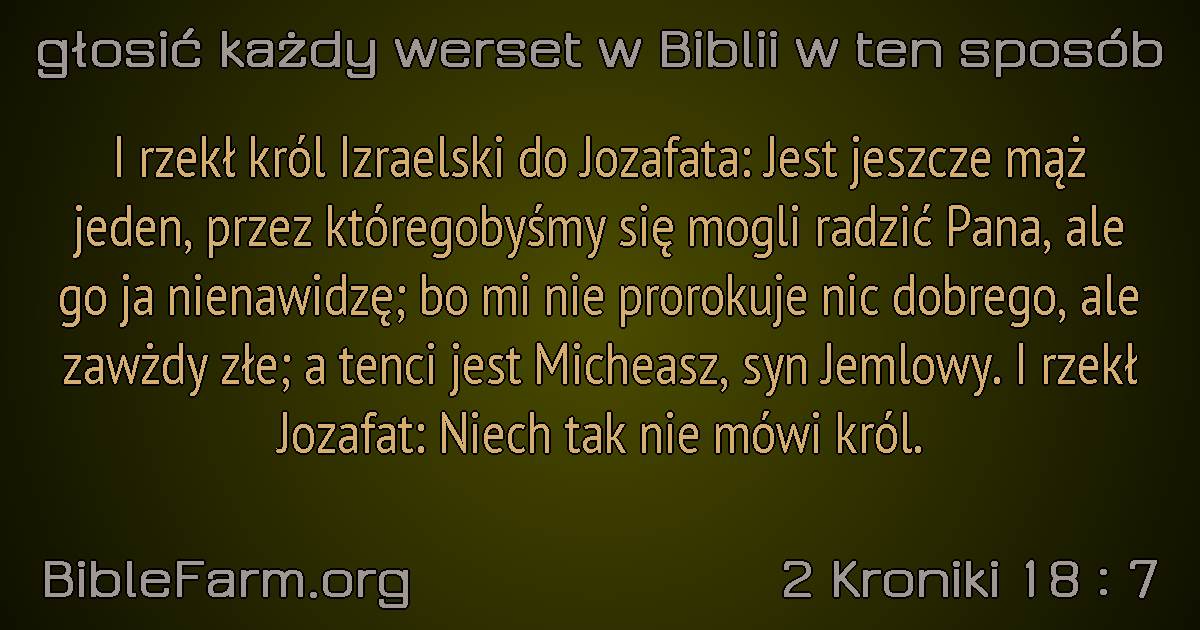 głosić każdy werset w Biblii w ten sposób
I rzekł król Izraelski do Jozafata: Jest jeszcze mąż
jeden, przez któregobyśmy się mogli radzić Pana, ale
go ja nienawidzę; bo mi nie prorokuje nic dobrego, ale
zawżdy złe; a tenci jest Micheasz, syn Jemlowy. I rzekł
Jozafat: Niech tak nie mówi król.
BibleFarm.org
2 Kroniki 18 : 7